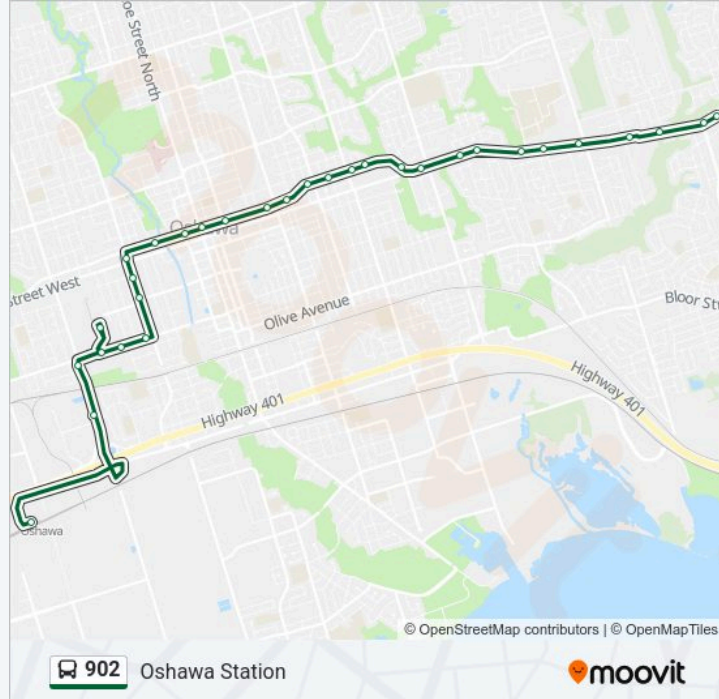 oe Street North
Oshawa
Street West
Olive Avenue
Bloor St
Highway 401
Highway 401
Oshawa
© OpenStreetMap contributors | © OpenMapTiles
902 Oshawa Station
moovit